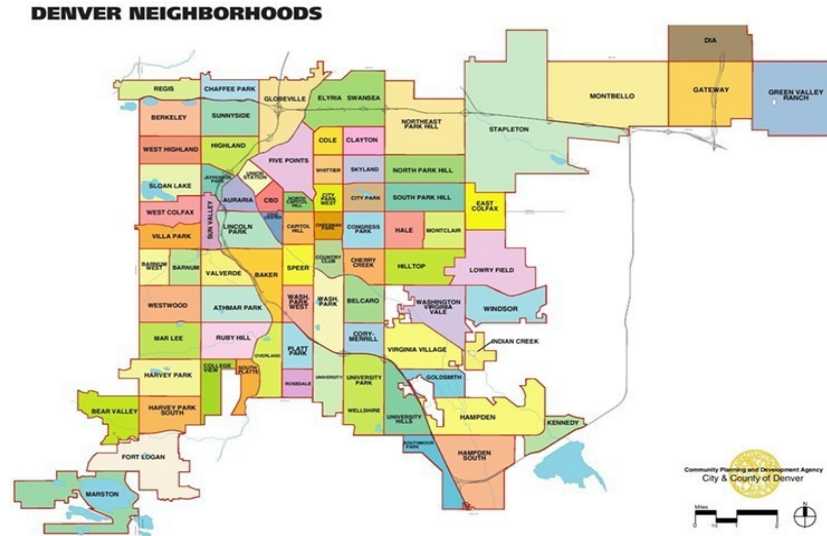 DENVER NEIGHBORHOODS
DIA
REGIS
CHAFFEE PARK
GLOBEVILLE
ELYRIA SWANSEA
MONTBELLO
GATEWAY
GREEN VALLEY
RANCH
BERKELEY
SUNNYSIDE
NORTHEAST
PARK HILL
STAPLETON
WEST HIGHLAND
HIGHLAND
FIVE POINTS
COLE
CLAYTON
SLOAN LAKE
JEFFERSON
PARK
UNION
STATION
WHITTIER
SKYLAND
NORTH PARK HILL
WEST COLFAX
SUN VALLEY
AURARIA
CBD
NORTH
CAPITOL
HILL
CITY
PARK
WEST
CITY PARK
SOUTH PARK HILL
EAST
COLFAX
VILLA PARK
LINCOLN
PARK
CIVIC
CENTER
CAPITOL
HILL
CHEESMAN
PARK
CONGRESS
PARK
HALE
MONTCLAIR
BARNUM
WEST
BARNUM
VALVERDE
BAKER
SPEER
COUNTRY
CLUB
CHERRY
CREEK
HILLTOP
LOWRY FIELD
WESTWOOD
ATHMAR PARK
WASH.
PARK
WEST
WASH.
PARK
BELCARO
WASHINGTON
VIRGINIA
VALE
WINDSOR
MAR LEE
RUBY HILL
OVERLAND
PLATT
PARK
CORY-
MERRILL
VIRGINIA VILLAGE
INDIAN CREEK
HARVEY PARK
COLLEGE
VIEW
SOUTH
PLATTE
ROSEDALE
UNIVERSITY
UNIVERSITY
PARK
GOLDSMITH
BEAR VALLEY
HARVEY PARK
SOUTH
WELLSHIRE
UNIVERSITY
HILLS
HAMPDEN
KENNEDY
FORT LOGAN
SOUTHMOOR
PARK
HAMPDEN
SOUTH
MARSTON
Community Planning and Development Agency
City & County of Denver
Miles
N